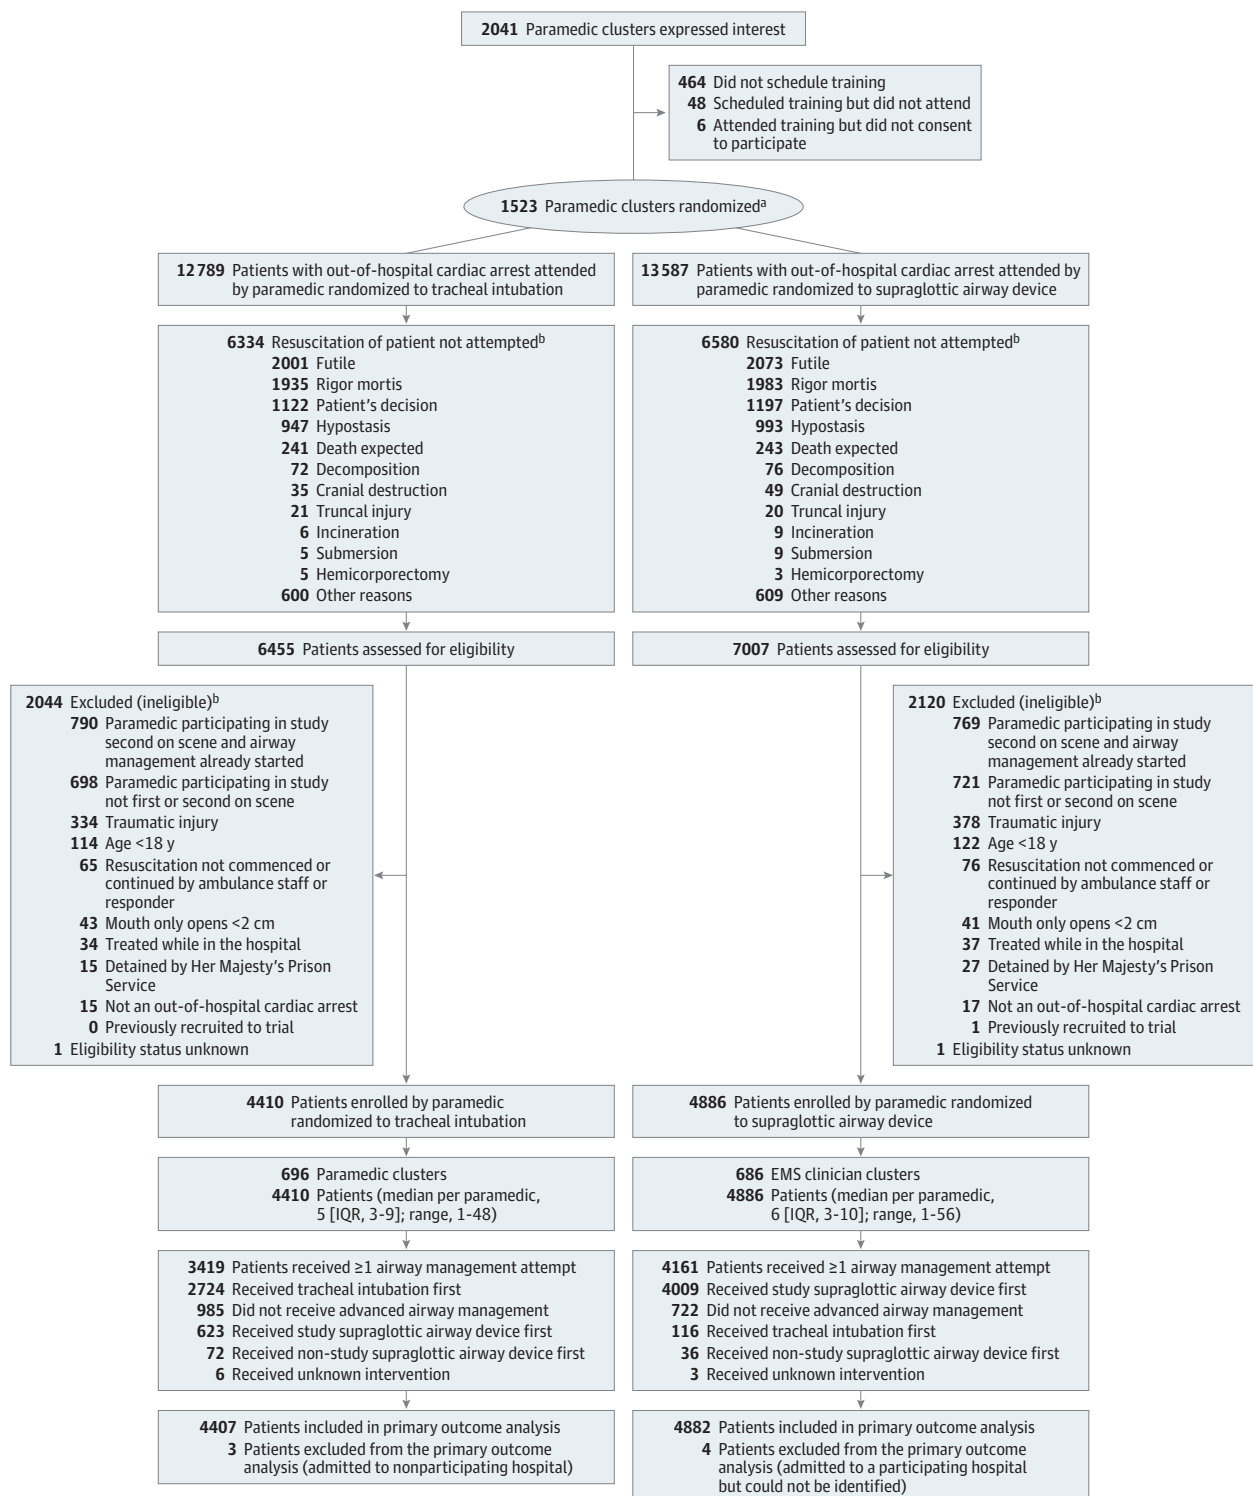 2041 Paramedic clusters expressed interest
464 Did not schedule training
48 Scheduled training but did not attend
6 Attended training but did not consent
to participate
1523 Paramedic clusters randomizedᵃ
12789 Patients with out-of-hospital cardiac arrest attended
by paramedic randomized to tracheal intubation
13587 Patients with out-of-hospital cardiac arrest attended by
paramedic randomized to supraglottic airway device
6334 Resuscitation of patient not attemptedᵇ
2001 Futile
1935 Rigor mortis
1122 Patient's decision
947 Hypostasis
241 Death expected
72 Decomposition
35 Cranial destruction
21 Truncal injury
6 Incineration
5 Submersion
5 Hemicorporectomy
600 Other reasons
6580 Resuscitation of patient not attemptedᵇ
2073 Futile
1983 Rigor mortis
1197 Patient's decision
993 Hypostasis
243 Death expected
76 Decomposition
49 Cranial destruction
20 Truncal injury
9 Incineration
9 Submersion
3 Hemicorporectomy
609 Other reasons
6455 Patients assessed for eligibility
7007 Patients assessed for eligibility
2044 Excluded (ineligible)ᵇ
790 Paramedic participating in study
second on scene and airway
management already started
698 Paramedic participating in study
not first or second on scene
334 Traumatic injury
114 Age <18 y
65 Resuscitation not commenced or
continued by ambulance staff or
responder
43 Mouth only opens <2 cm
34 Treated while in the hospital
15 Detained by Her Majesty's Prison
Service
15 Not an out-of-hospital cardiac arrest
0 Previously recruited to trial
1 Eligibility status unknown
2120 Excluded (ineligible)ᵇ
769 Paramedic participating in study
second on scene and airway
management already started
721 Paramedic participating in study
not first or second on scene
378 Traumatic injury
122 Age <18 y
76 Resuscitation not commenced or
continued by ambulance staff or
responder
41 Mouth only opens <2 cm
37 Treated while in the hospital
27 Detained by Her Majesty's Prison
Service
17 Not an out-of-hospital cardiac arrest
1 Previously recruited to trial
1 Eligibility status unknown
4410 Patients enrolled by paramedic
randomized to tracheal intubation
4886 Patients enrolled by paramedic randomized
to supraglottic airway device
696 Paramedic clusters
4410 Patients (median per paramedic,
5 [IQR, 3-9]; range, 1-48)
686 EMS clinician clusters
4886 Patients (median per paramedic,
6 [IQR, 3-10]; range, 1-56)
3419 Patients received ≥1 airway management attempt
2724 Received tracheal intubation first
985 Did not receive advanced airway management
623 Received study supraglottic airway device first
72 Received non-study supraglottic airway device first
6 Received unknown intervention
4161 Patients received ≥1 airway management attempt
4009 Received study supraglottic airway device first
722 Did not receive advanced airway management
116 Received tracheal intubation first
36 Received non-study supraglottic airway device first
3 Received unknown intervention
4407 Patients included in primary outcome analysis
3 Patients excluded from the primary outcome
analysis (admitted to nonparticipating hospital)
4882 Patients included in primary outcome analysis
4 Patients excluded from the primary outcome
analysis (admitted to a participating hospital
but could not be identified)